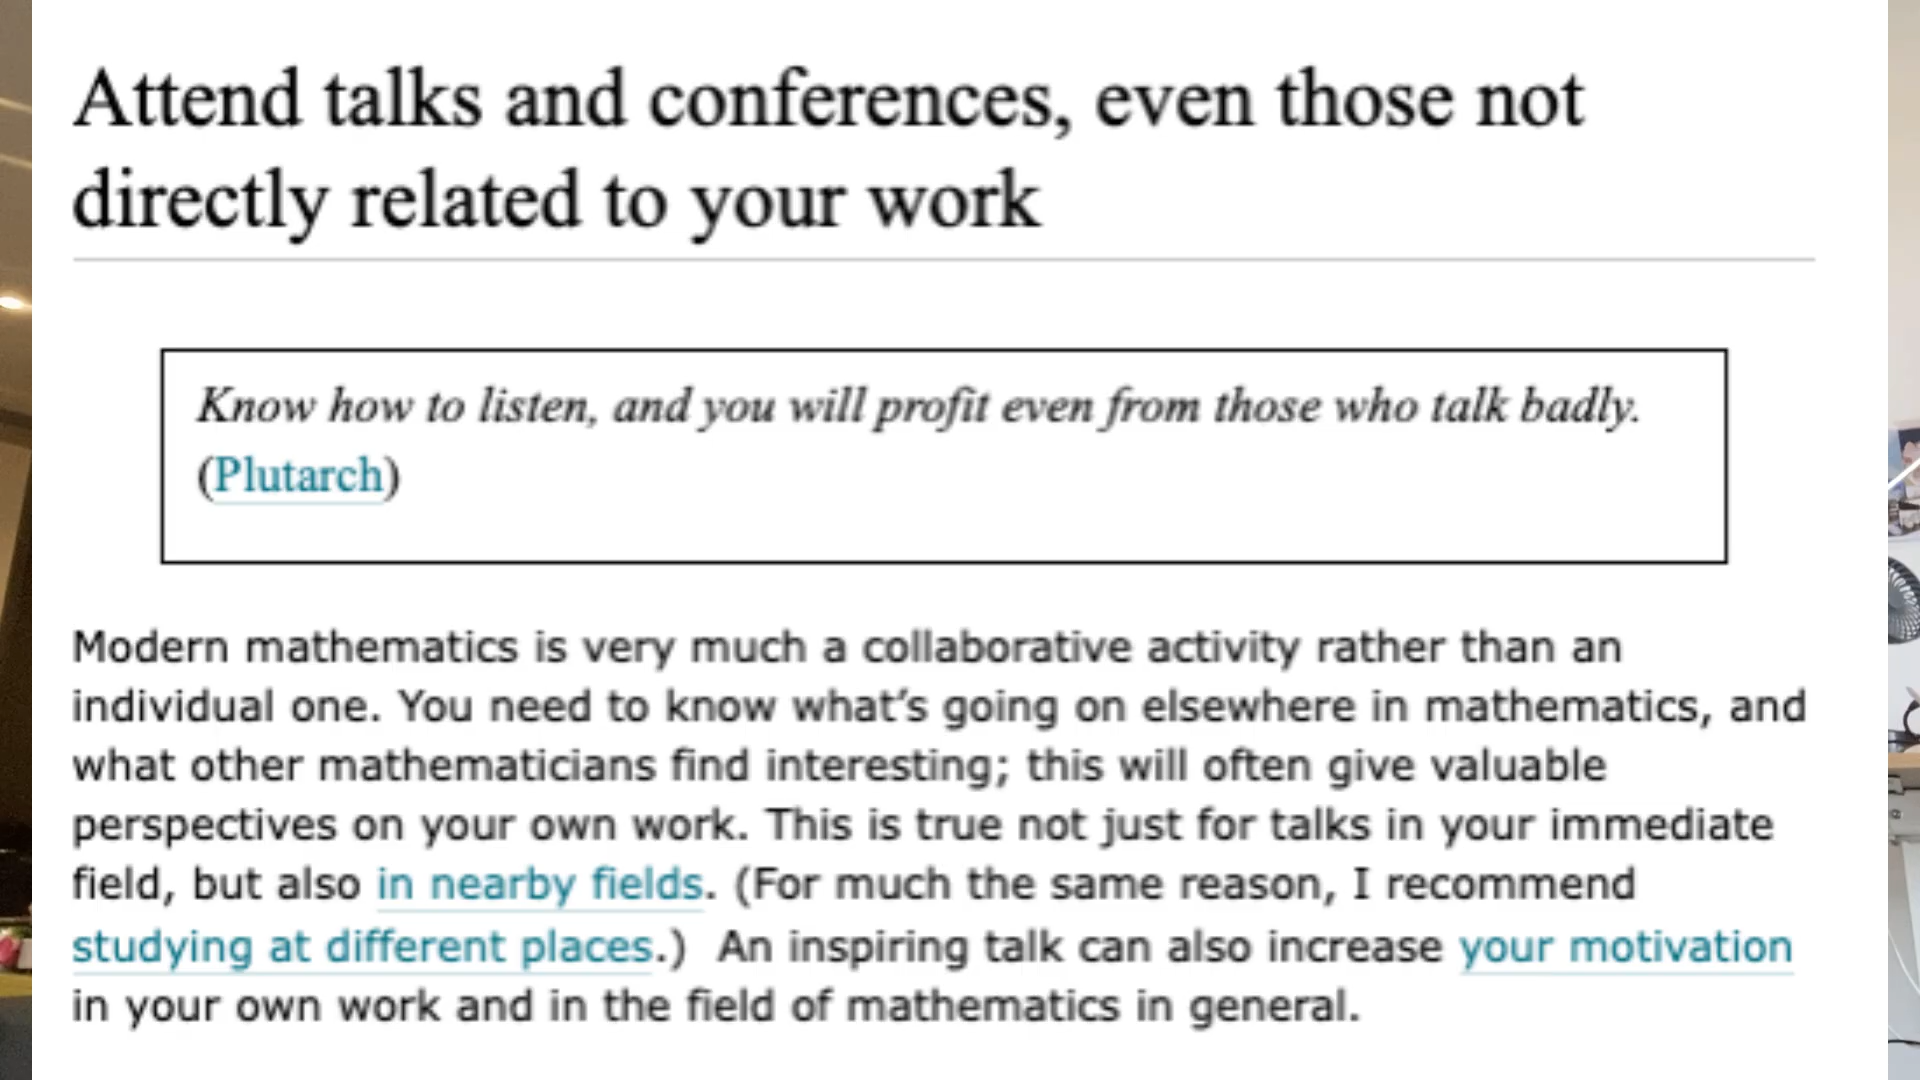 Attend talks and conferences, even those not
directly related to your work
Know how to listen, and you will profit even from those who talk badly.
(Plutarch)
Modern mathematics is very much a collaborative activity rather than an
individual one. You need to know what’s going on elsewhere in mathematics, and
what other mathematicians find interesting; this will often give valuable
perspectives on your own work. This is true not just for talks in your immediate
field, but also in nearby fields. (For much the same reason, I recommend
studying at different places.) An inspiring talk can also increase your motivation
in your own work and in the field of mathematics in general.